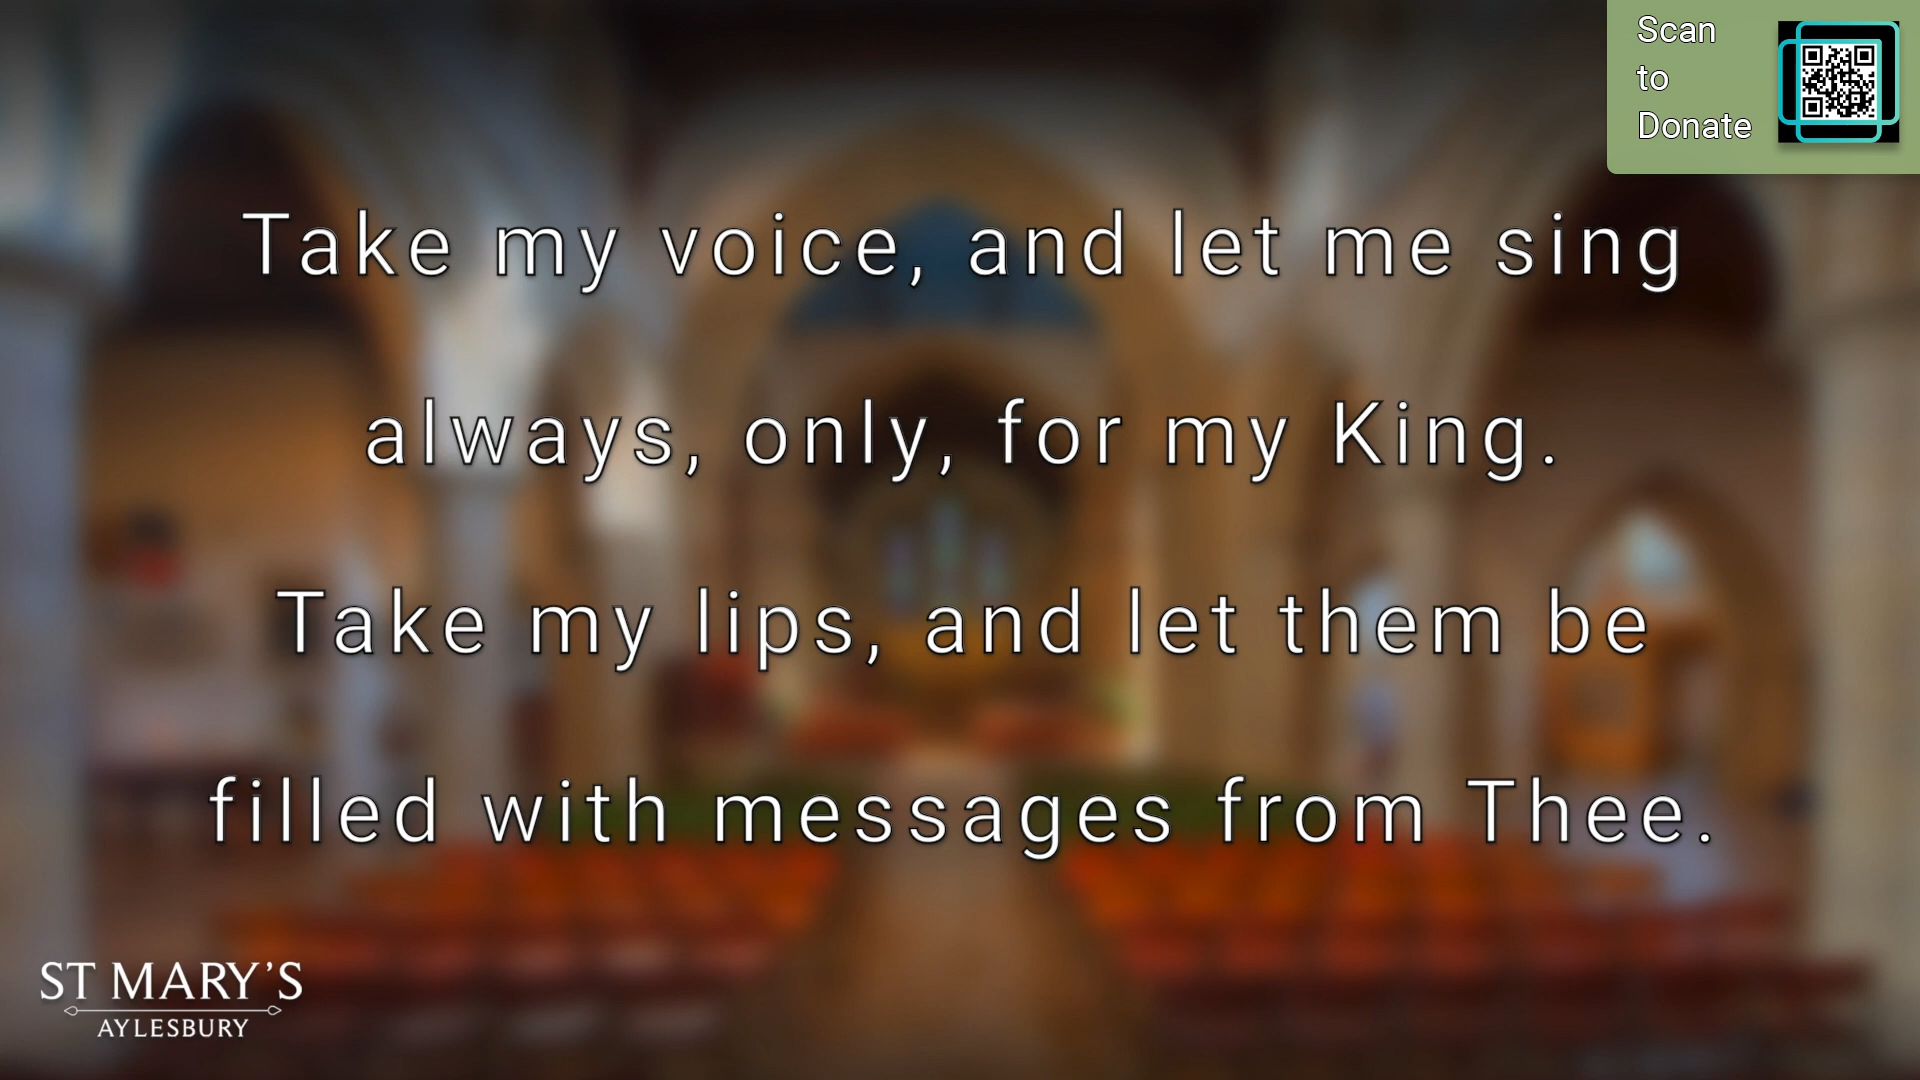 Scan
to
Donate
Take my voice, and let me sing
always, only, for my King.
Take my lips, and let them be
filled with messages from Thee.
ST MARY'S
AYLESBURY